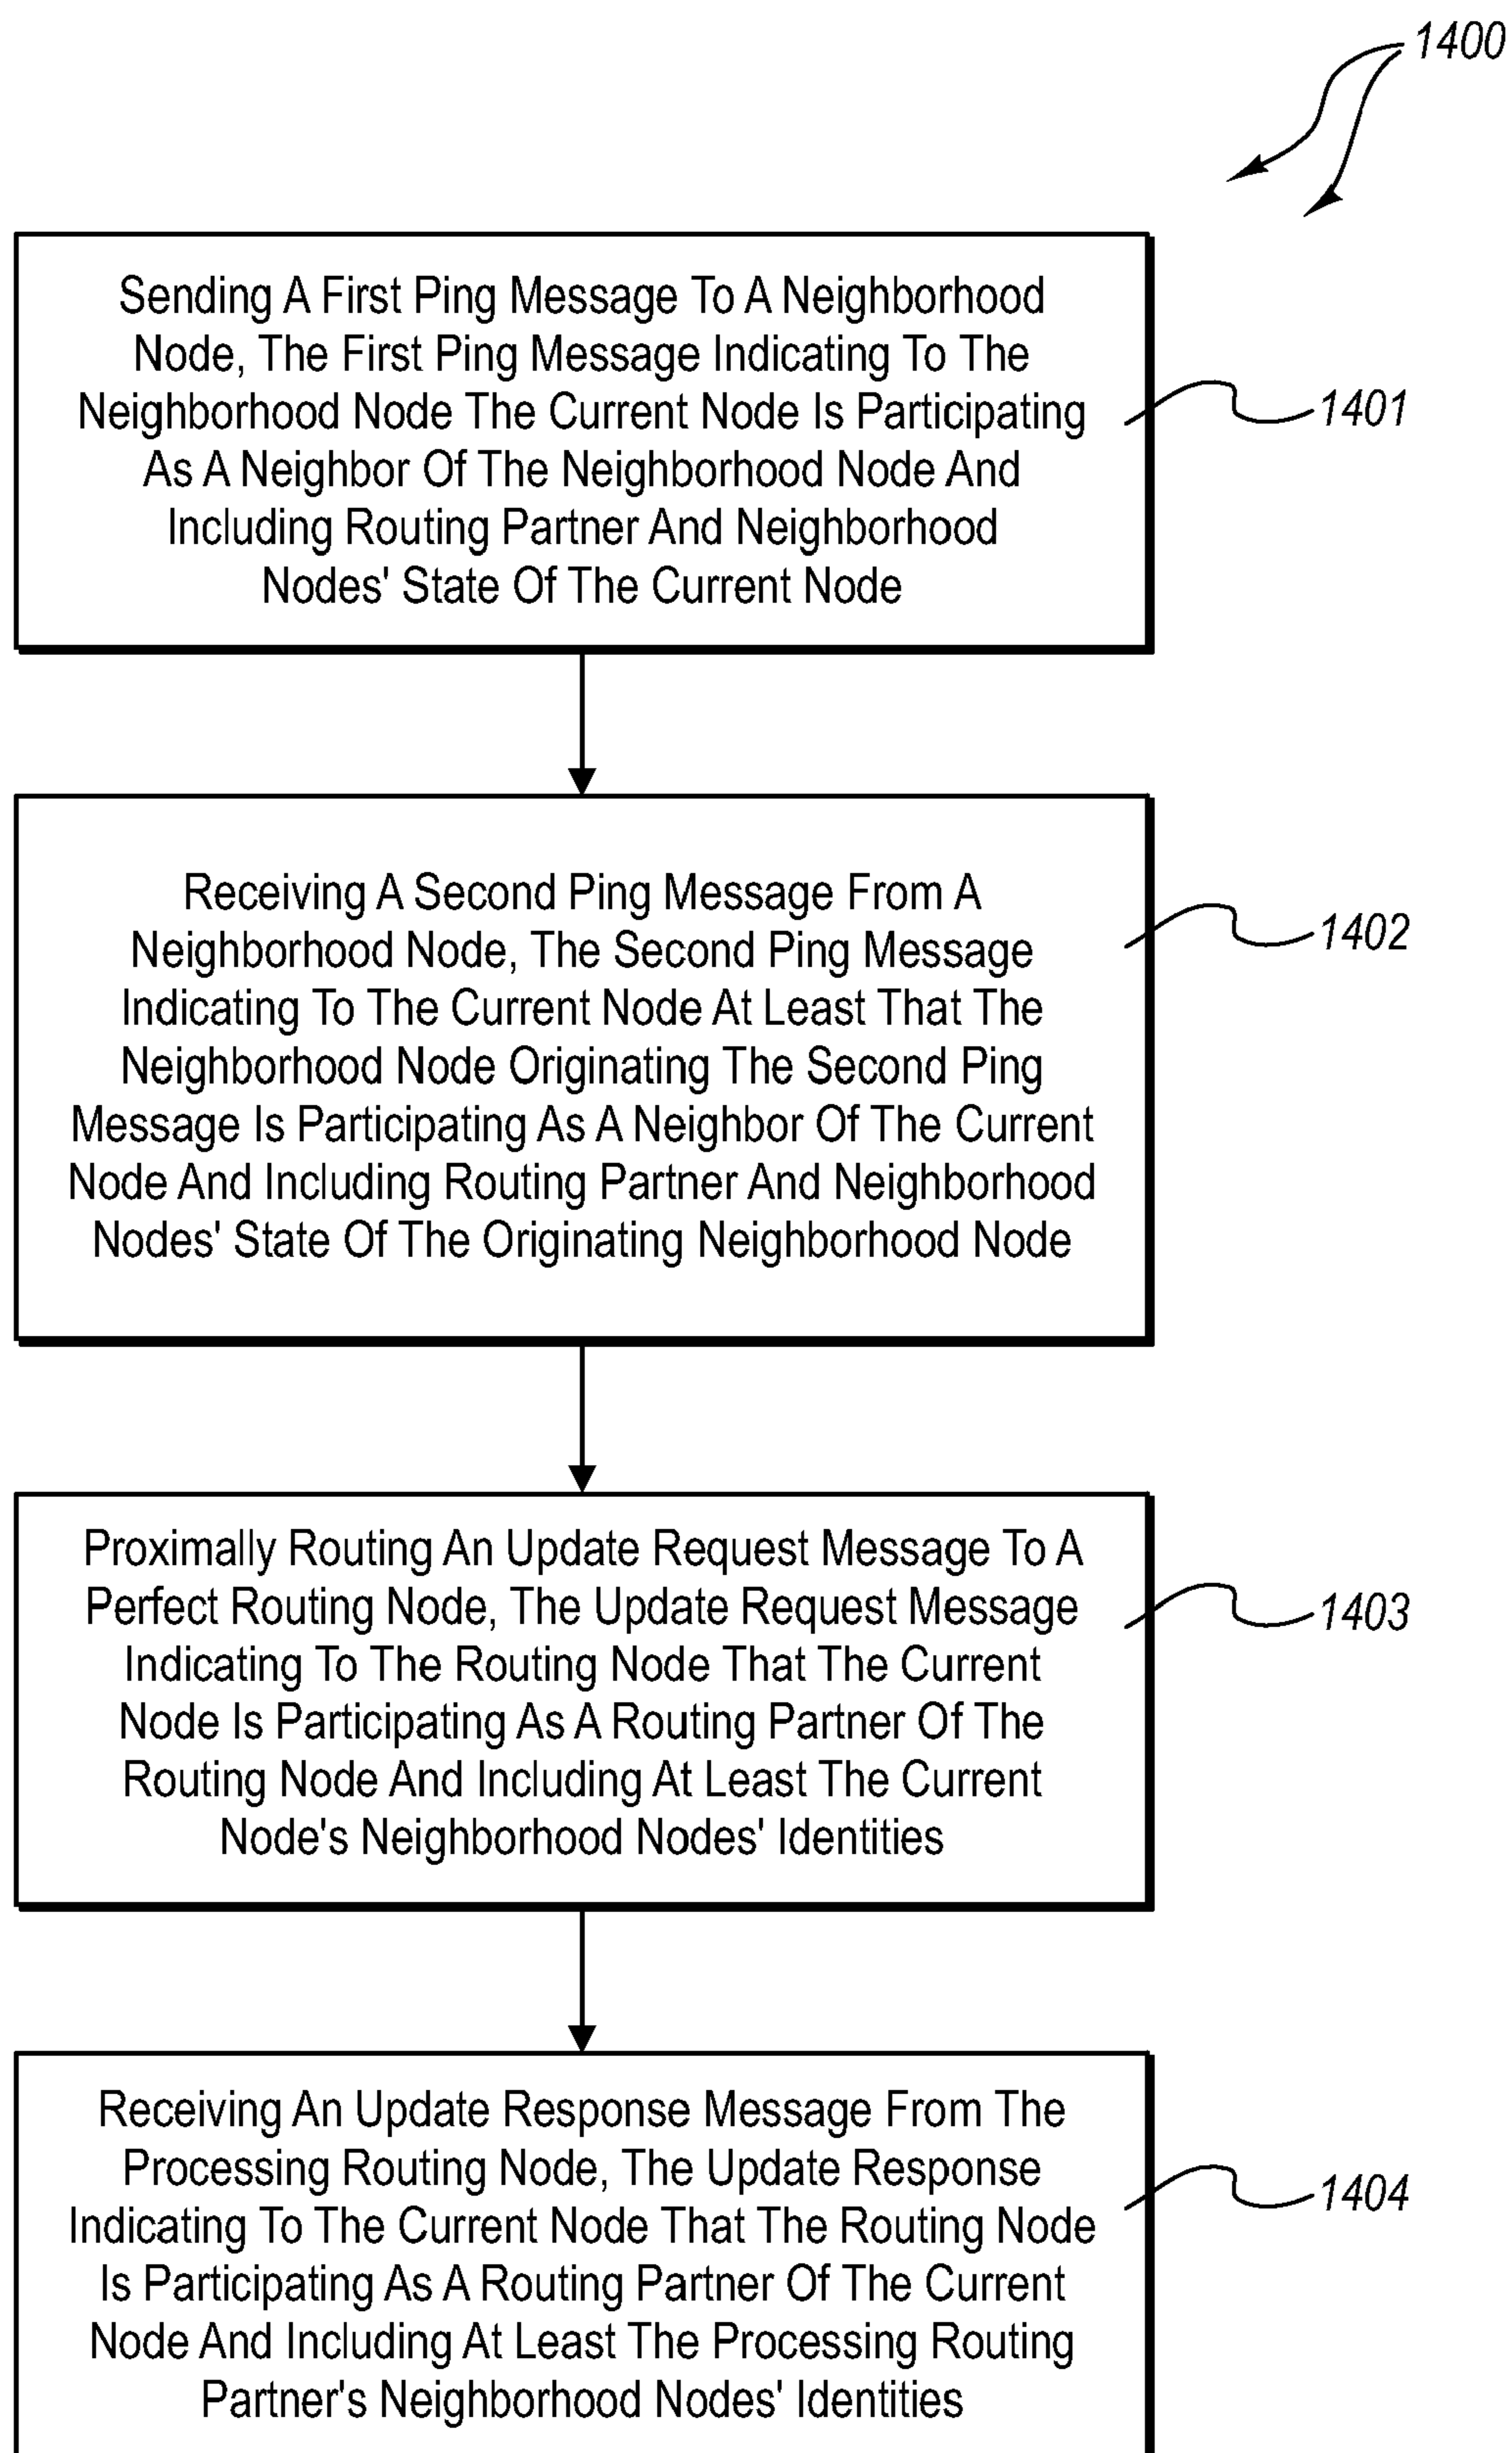 1400
Sending A First Ping Message To A Neighborhood
Node, The First Ping Message Indicating To The
Neighborhood Node The Current Node Is Participating
As A Neighbor Of The Neighborhood Node And
Including Routing Partner And Neighborhood
Nodes' State Of The Current Node
1401
Receiving A Second Ping Message From A
Neighborhood Node, The Second Ping Message
Indicating To The Current Node At Least That The
Neighborhood Node Originating The Second Ping
Message Is Participating As A Neighbor Of The Current
Node And Including Routing Partner And Neighborhood
Nodes' State Of The Originating Neighborhood Node
1402
Proximally Routing An Update Request Message To A
Perfect Routing Node, The Update Request Message
Indicating To The Routing Node That The Current
Node Is Participating As A Routing Partner Of The
Routing Node And Including At Least The Current
Node's Neighborhood Nodes' Identities
1403
Receiving An Update Response Message From The
Processing Routing Node, The Update Response
Indicating To The Current Node That The Routing Node
Is Participating As A Routing Partner Of The Current
Node And Including At Least The Processing Routing
Partner's Neighborhood Nodes' Identities
1404